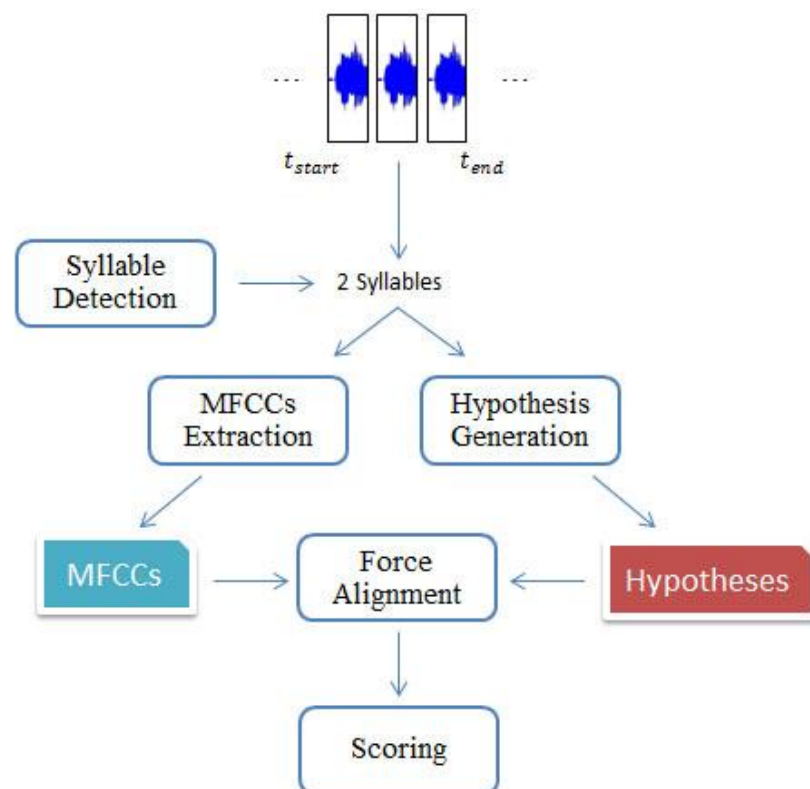 ... ...
t_start t_end
Syllable
Detection
2 Syllables
MFCCs
Extraction
Hypothesis
Generation
MFCCs
Force
Alignment
Hypotheses
Scoring